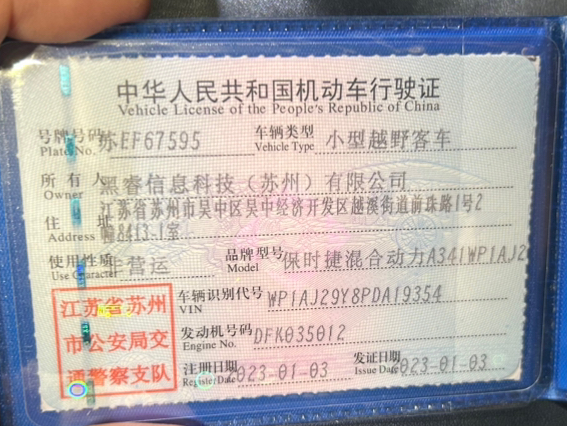 中华人民共和国机动车行驶证
Vehicle License of the People's Republic of China
号牌号码 苏EF67595 车辆类型 小型越野客车
Plate No. Vehicle Type
所有人 黑睿信息科技（苏州）有限公司
Owner
江苏省苏州市吴中区吴中经济开发区越溪街道前珠路1号2
住 址 幢8413-1室
Address
使用性质 非营运 品牌型号 保时捷混合动力A341WP1AJ2
Use Character Model
江苏省苏州
市公安局交
通警察支队
车辆识别代号 WP1AJ29Y8PDA19354
VIN
发动机号码 DFK035012
Engine No.
注册日期 2023-01-03 发证日期 2023-01-03
Register Date Issue Date